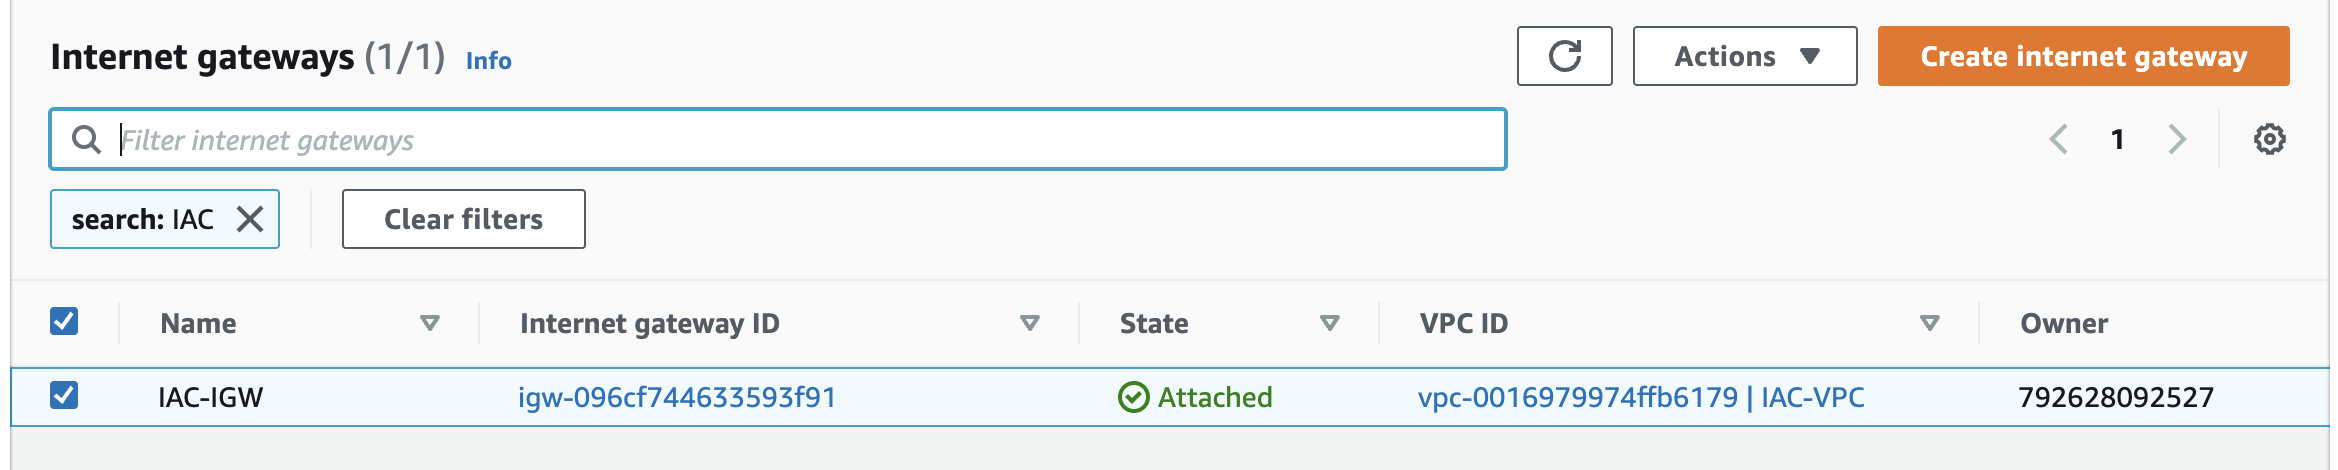 Internet gateways (1/1) Info
Actions
Create internet gateway
Filter internet gateways
1
search: IAC
Clear filters
Name Internet gateway ID State VPC ID Owner
IAC-IGW igw-096cf744633593f91 Attached vpc-0016979974ffb6179 | IAC-VPC 792628092527